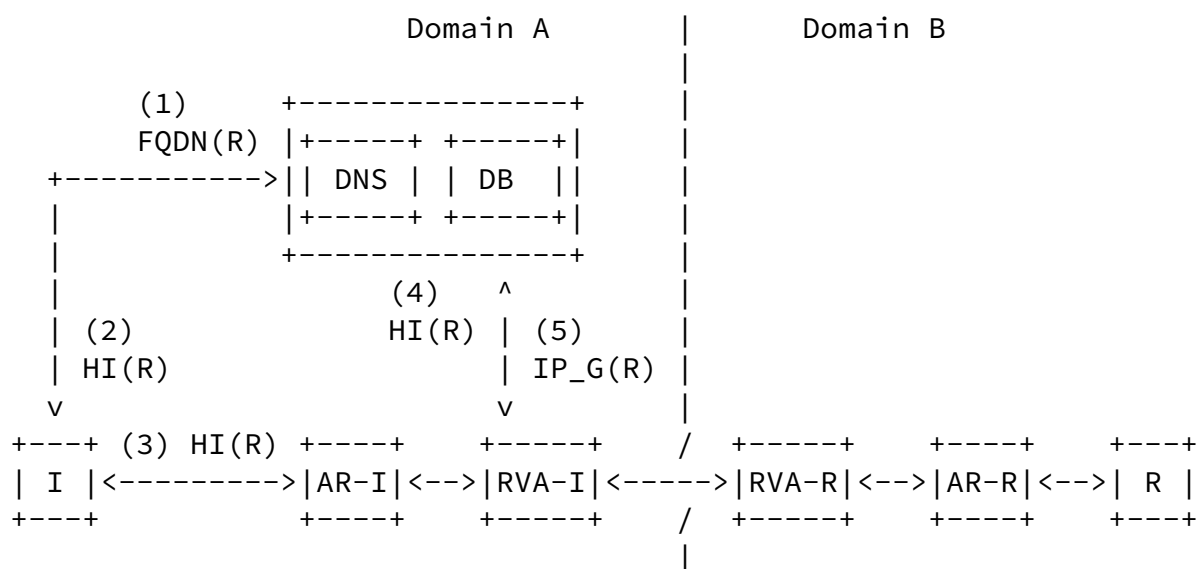 Domain A | Domain B
|
|
(1) +---------------+ |
FQDN(R) |+-----+ +-----+| |
+----------->|| DNS | | DB || |
| |+-----+ +-----+| |
| +---------------+ |
| (4) ^ |
| (2) HI(R) | (5) |
| HI(R) | IP_G(R) |
v v |
+---+ (3) HI(R) +----+ +-----+ / +-----+ +----+ +---+
| I |<--------->|AR-I|<-->|RVA-I|<----->|RVA-R|<-->|AR-R|<-->| R |
+---+ +----+ +-----+ / +-----+ +----+ +---+
|